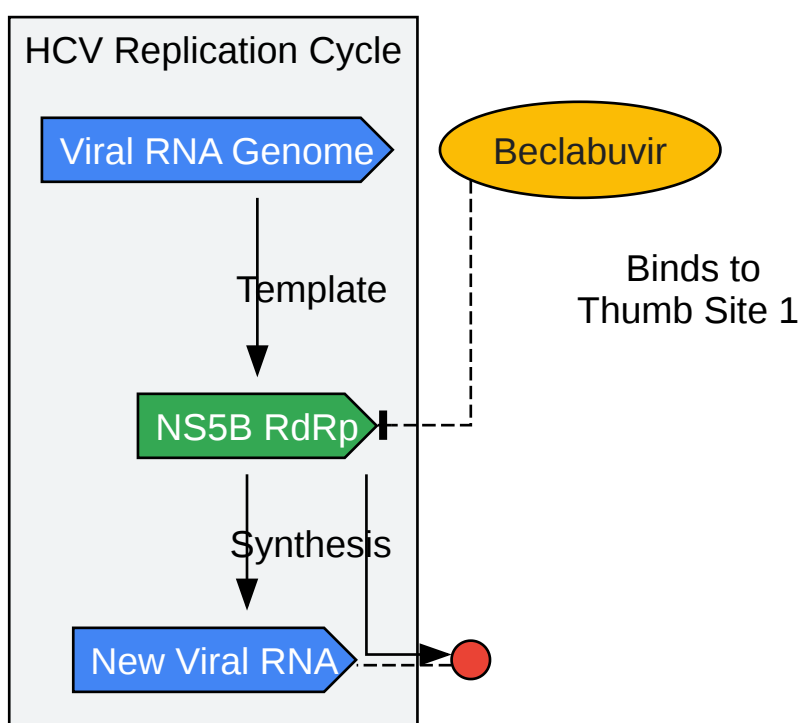 HCV Replication Cycle
Viral RNA Genome
Beclabuvir
Binds to
Thumb Site 1
Template
NS5B RdRp
Synthesis
New Viral RNA